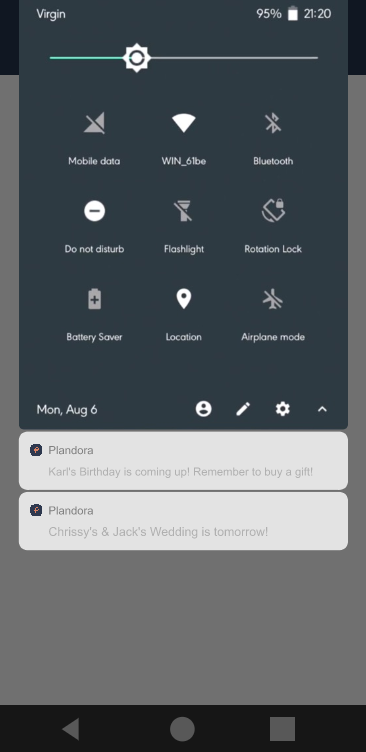 Virgin 95% 21:20
Mobile data WIN_61be Bluetooth
Do not disturb Flashlight Rotation Lock
Battery Saver Location Airplane mode
Mon, Aug 6
Plandora
Karl's Birthday is coming up! Remember to buy a gift!
Plandora
Chrissy's & Jack's Wedding is tomorrow!